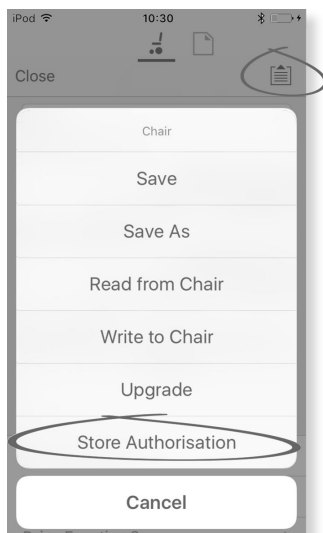 iPod 10:30
Close
Chair
Save
Save As
Read from Chair
Write to Chair
Upgrade
Store Authorisation
Cancel